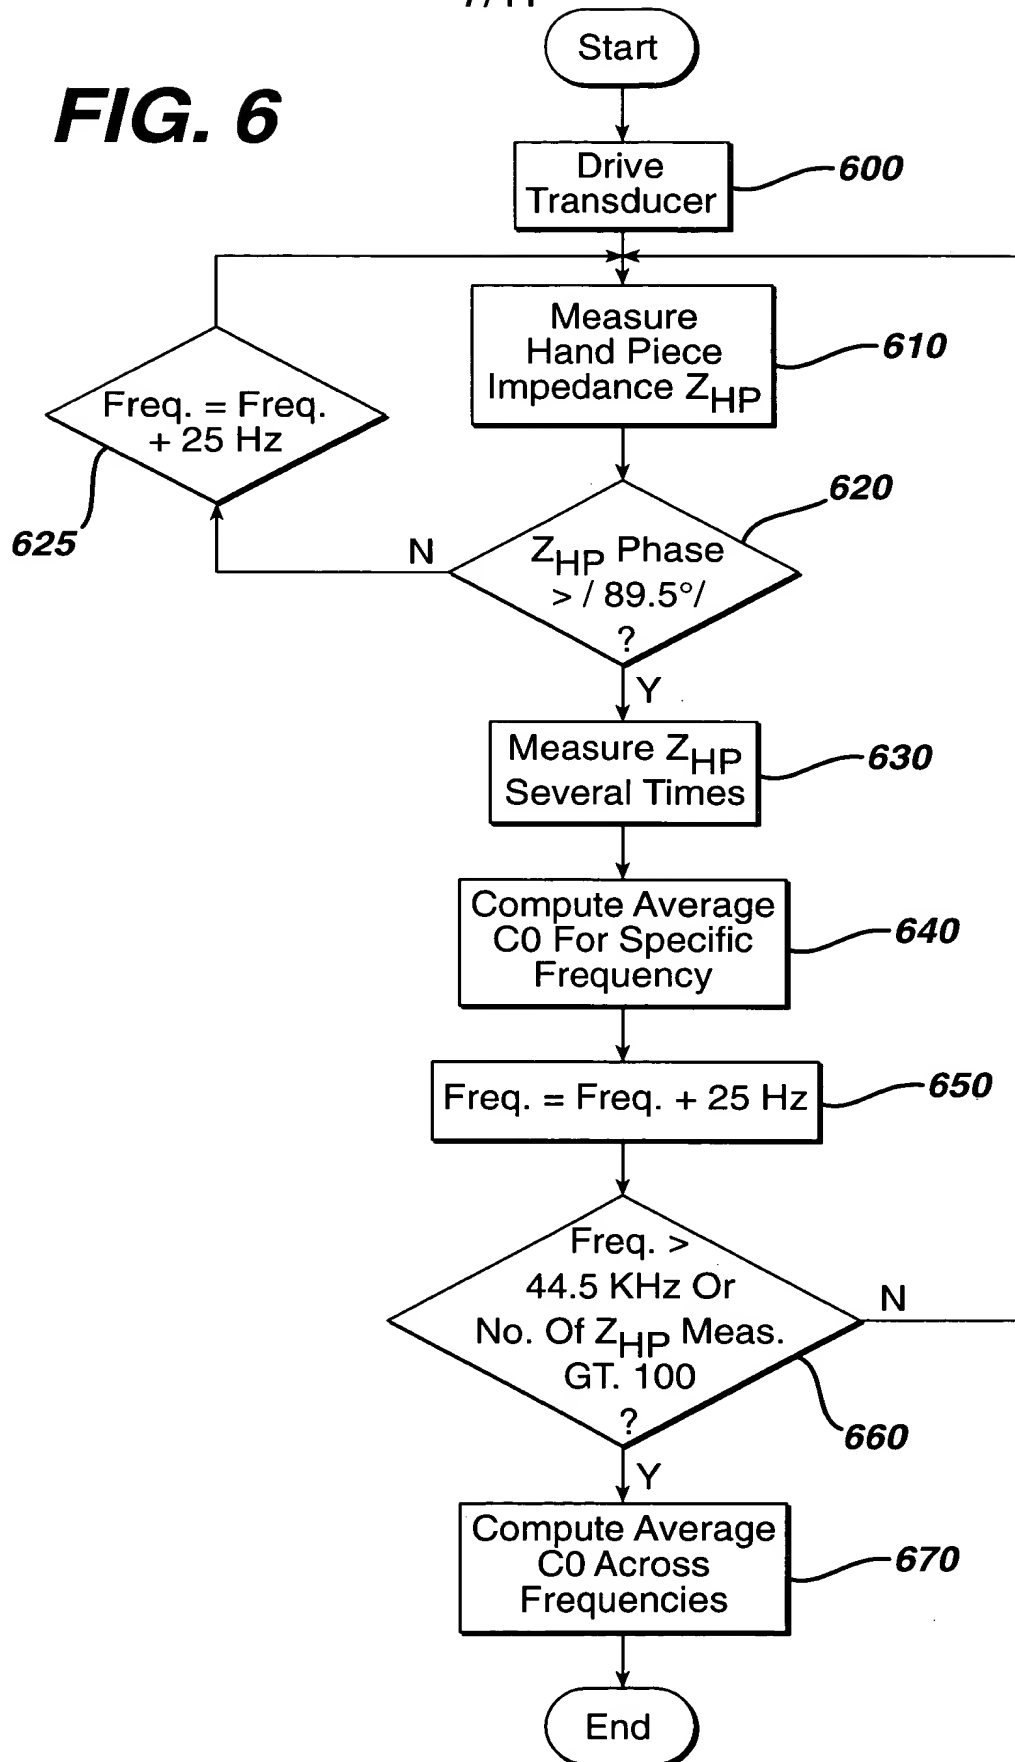 Start
FIG. 6
Drive
Transducer
600
Measure
Hand Piece
Impedance ZHP
610
Freq. = Freq.
+ 25 Hz
625
620
N
ZHP Phase
> / 89.5°/
?
Y
Measure ZHP
Several Times
630
Compute Average
C0 For Specific
Frequency
640
Freq. = Freq. + 25 Hz
650
Freq. >
44.5 KHz Or
No. Of ZHP Meas.
GT. 100
?
N
660
Y
Compute Average
C0 Across
Frequencies
670
End